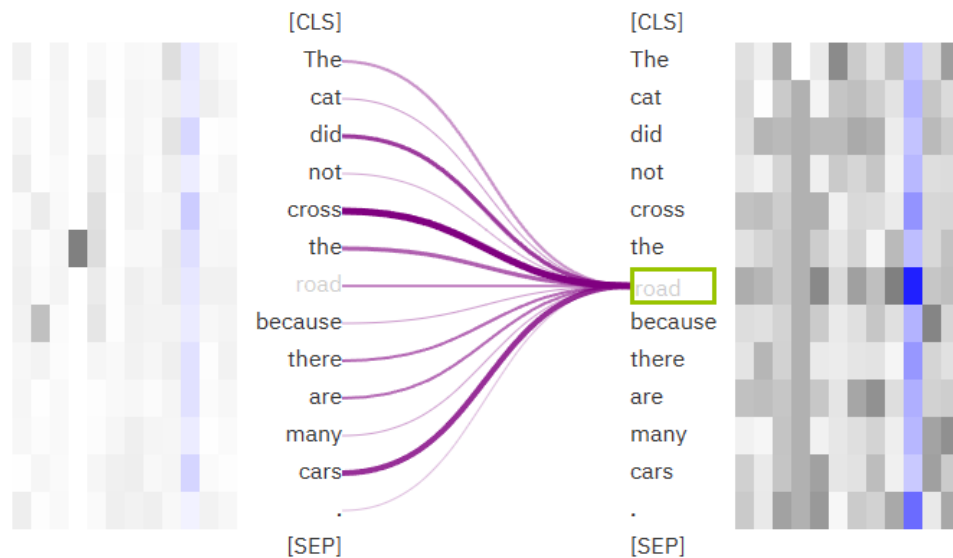 [CLS] [CLS]
The The
cat cat
did did
not not
cross cross
the the
road road
because because
there there
are are
many many
cars cars
. .
[SEP] [SEP]